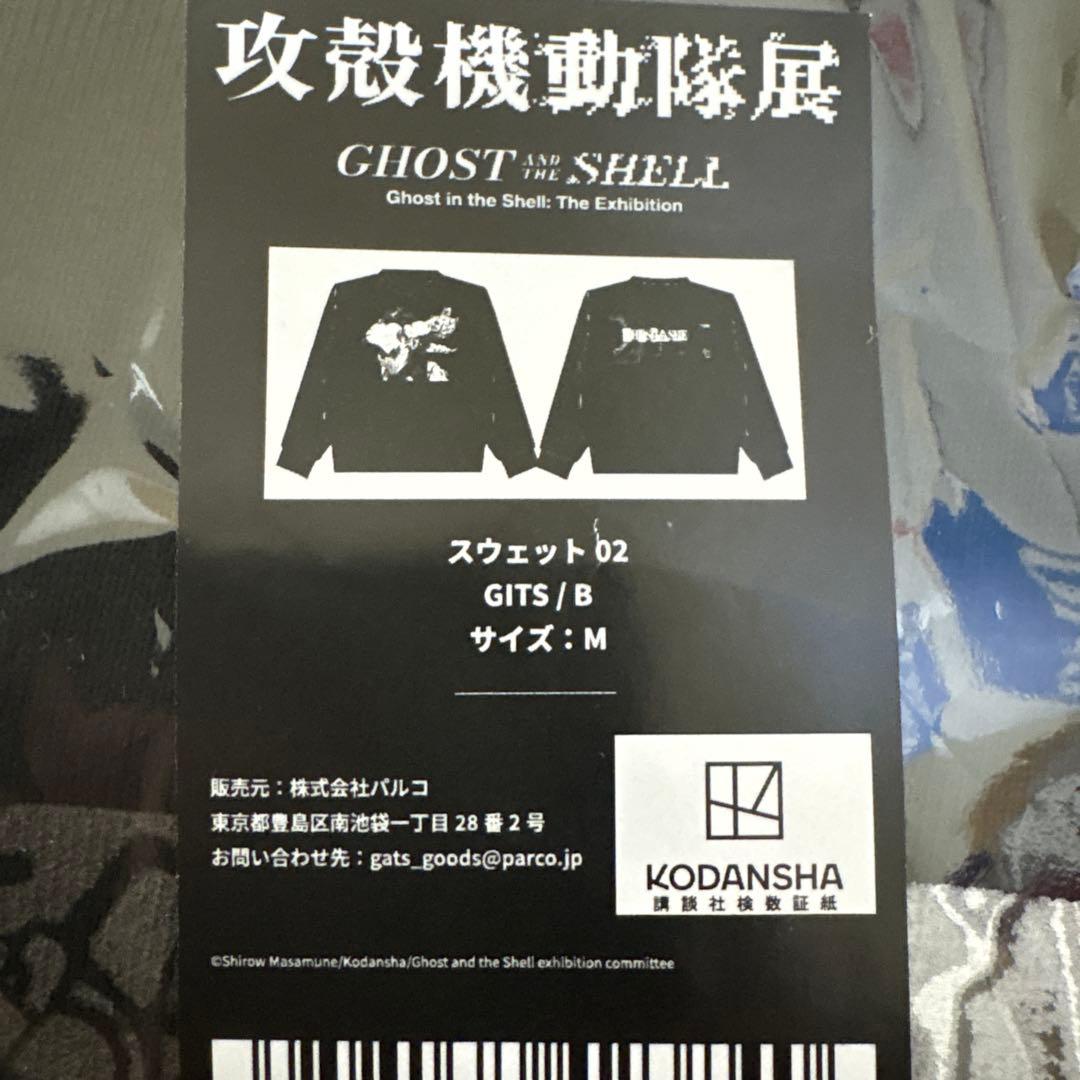 攻殻機動隊展
GHOST AND THE SHELL
Ghost in the Shell: The Exhibition
スウェット 02
GITS / B
サイズ：M
販売元：株式会社パルコ
東京都豊島区南池袋一丁目 28 番 2 号
お問い合わせ先：gats_goods@parco.jp
KODANSHA
講談社検数証紙
©Shirow Masamune/Kodansha/Ghost and the Shell exhibition committee